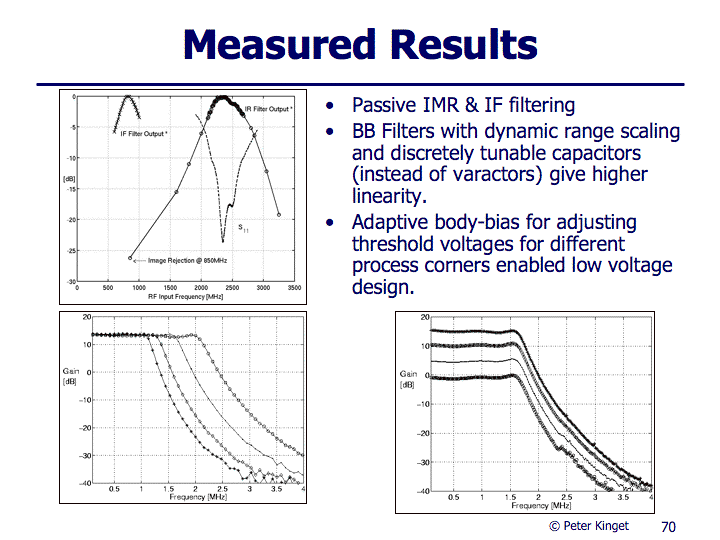 Measured Results
• Passive IMR & IF filtering
• BB Filters with dynamic range scaling
and discretely tunable capacitors
(instead of varactors) give higher
linearity.
• Adaptive body-bias for adjusting
threshold voltages for different
process corners enabled low voltage
design.
0
-5
-10
[dB]
-15
-20
-25
-30
IF Filter Output *
IR Filter Output *
S11
Image Rejection @ 850MHz
0 500 1000 1500 2000 2500 3000 3500
RF Input Frequency [MHz]
20
10
Gain 0
[dB]
-10
-20
-30
-40
0.5 1 1.5 2 2.5 3 3.5 4
Frequency [MHz]
20
10
Gain 0
[dB]
-10
-20
-30
-40
0.5 1 1.5 2 2.5 3 3.5 4
Frequency [MHz]
© Peter Kinget 70